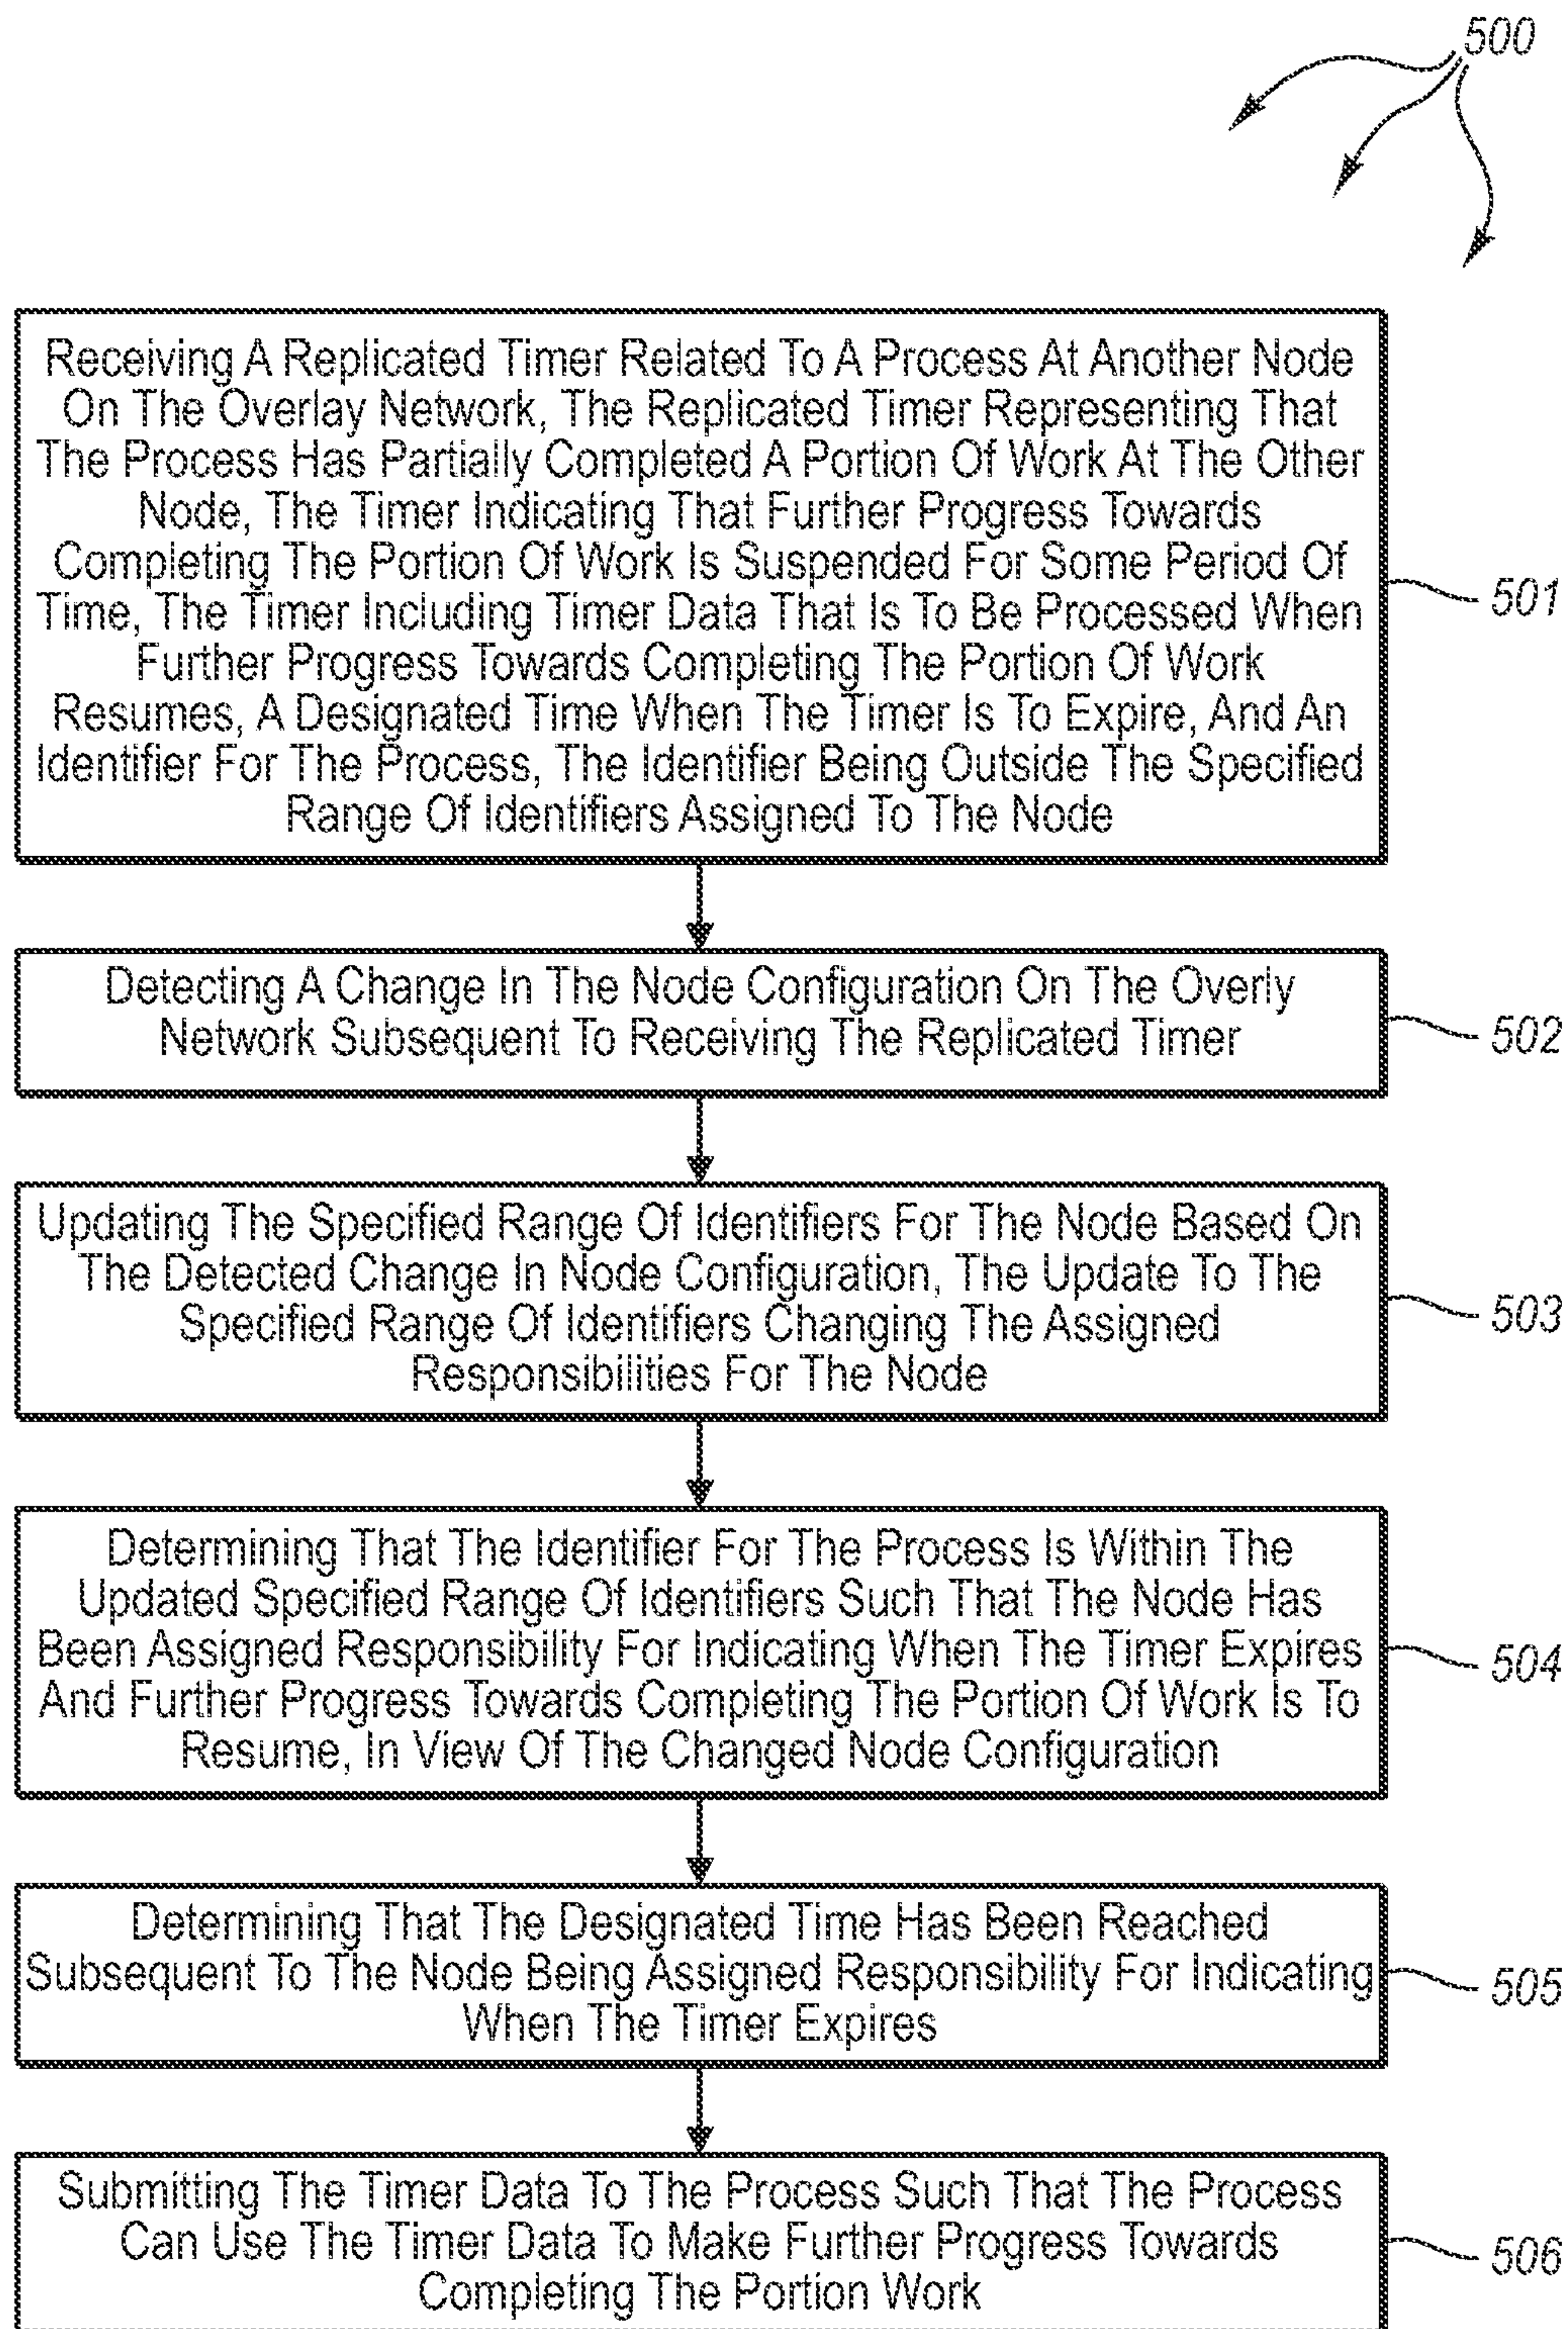 500
Receiving A Replicated Timer Related To A Process At Another Node
On The Overlay Network, The Replicated Timer Representing That
The Process Has Partially Completed A Portion Of Work At The Other
Node, The Timer Indicating That Further Progress Towards
Completing The Portion Of Work Is Suspended For Some Period Of
Time, The Timer Including Timer Data That Is To Be Processed When
Further Progress Towards Completing The Portion Of Work
Resumes, A Designated Time When The Timer Is To Expire, And An
Identifier For The Process, The Identifier Being Outside The Specified
Range Of Identifiers Assigned To The Node
501
Detecting A Change In The Node Configuration On The Overly
Network Subsequent To Receiving The Replicated Timer
502
Updating The Specified Range Of Identifiers For The Node Based On
The Detected Change In Node Configuration, The Update To The
Specified Range Of Identifiers Changing The Assigned
Responsibilities For The Node
503
Determining That The Identifier For The Process Is Within The
Updated Specified Range Of Identifiers Such That The Node Has
Been Assigned Responsibility For Indicating When The Timer Expires
And Further Progress Towards Completing The Portion Of Work Is To
Resume, In View Of The Changed Node Configuration
504
Determining That The Designated Time Has Been Reached
Subsequent To The Node Being Assigned Responsibility For Indicating
When The Timer Expires
505
Submitting The Timer Data To The Process Such That The Process
Can Use The Timer Data To Make Further Progress Towards
Completing The Portion Work
506